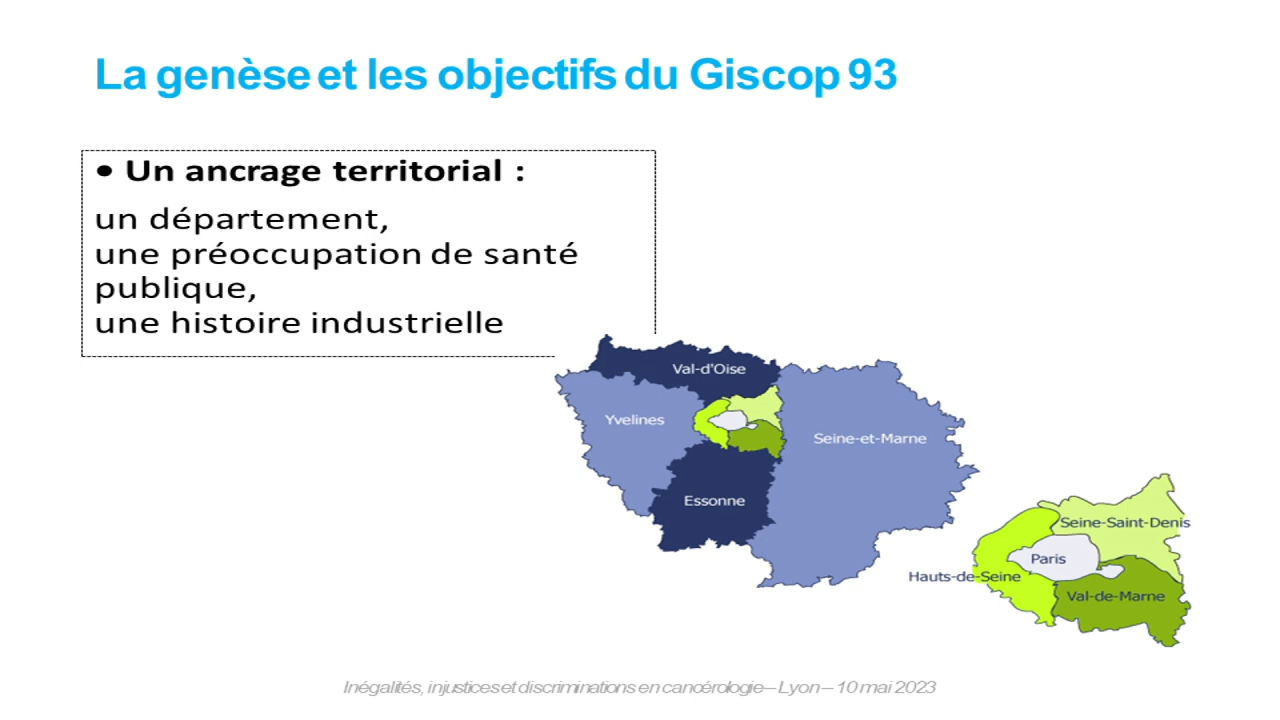 La genèse et les objectifs du Giscop 93
• Un ancrage territorial :
un département,
une préoccupation de santé
publique,
une histoire industrielle
Val-d'Oise
Yvelines
Seine-et-Marne
Essonne
Seine-Saint-Denis
Paris
Hauts-de-Seine
Val-de-Marne
Inégalités, injustices et discriminations en cancérologie – Lyon – 10 mai 2023